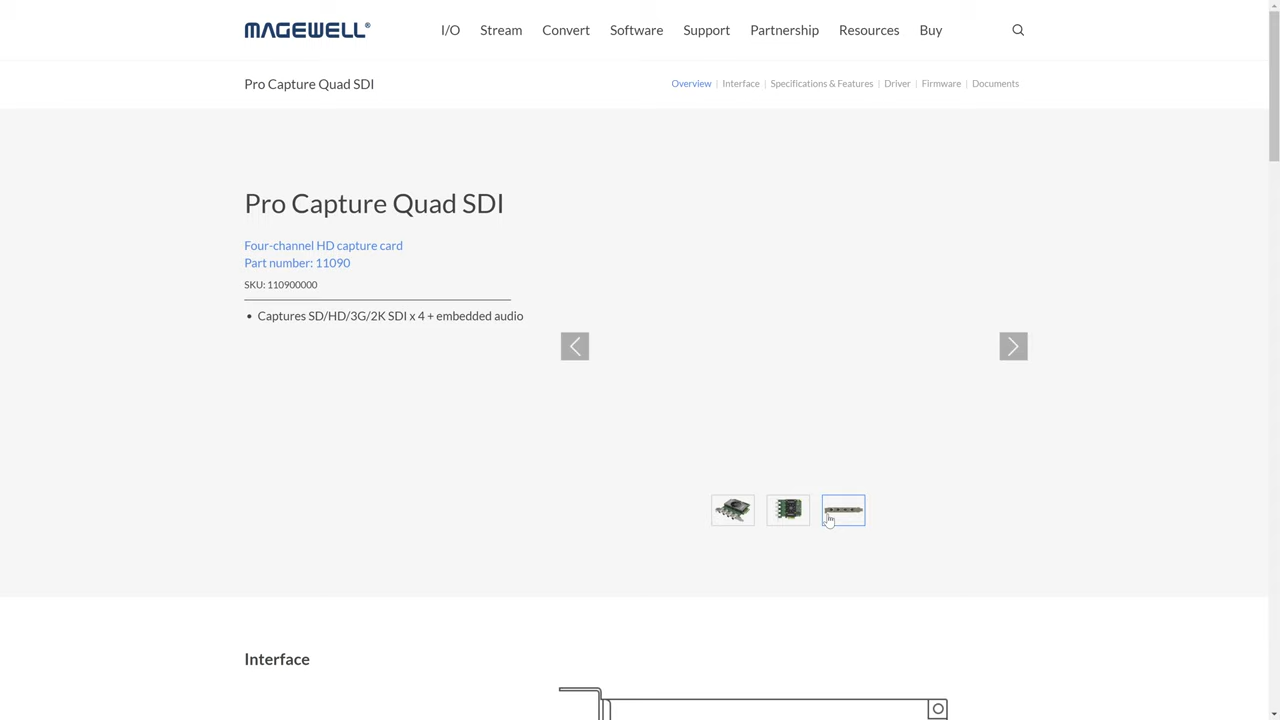 MAGEWELL®
I/O Stream Convert Software Support Partnership Resources Buy
Pro Capture Quad SDI
Overview | Interface | Specifications & Features | Driver | Firmware | Documents
Pro Capture Quad SDI
Four-channel HD capture card
Part number: 11090
SKU: 110900000
• Captures SD/HD/3G/2K SDI x 4 + embedded audio
Interface